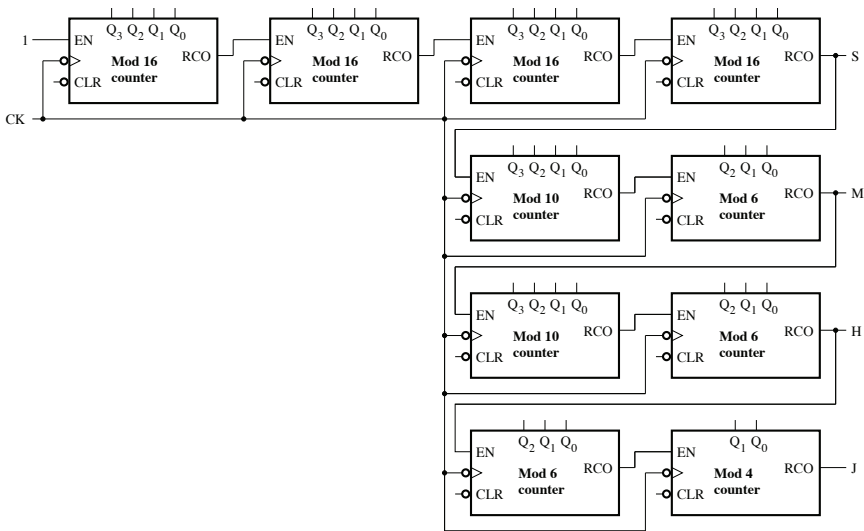 Q3 Q2 Q1 Q0 Q3 Q2 Q1 Q0 Q3 Q2 Q1 Q0 Q3 Q2 Q1 Q0
1 EN RCO EN RCO EN RCO EN RCO S
Mod 16 counter Mod 16 counter Mod 16 counter Mod 16 counter
CLR CLR CLR CLR
CK
Q3 Q2 Q1 Q0 Q2 Q1 Q0
EN RCO EN RCO M
Mod 10 counter Mod 6 counter
CLR CLR
Q3 Q2 Q1 Q0 Q2 Q1 Q0
EN RCO EN RCO H
Mod 10 counter Mod 6 counter
CLR CLR
Q2 Q1 Q0 Q1 Q0
EN RCO EN RCO J
Mod 6 counter Mod 4 counter
CLR CLR